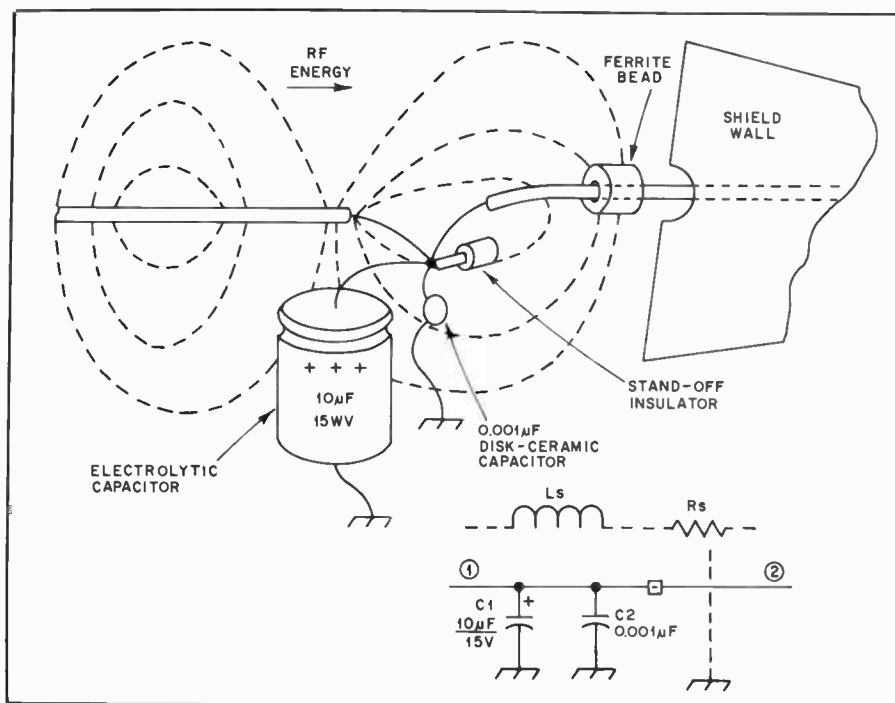 RF
ENERGY
FERRITE
BEAD
SHIELD
WALL
+ + +
10µF
15WV
STAND-OFF
INSULATOR
0.001µF
DISK-CERAMIC
CAPACITOR
ELECTROLYTIC
CAPACITOR
Ls
Rs
1
2
C1
+
10µF
15V
C2
0.001µF